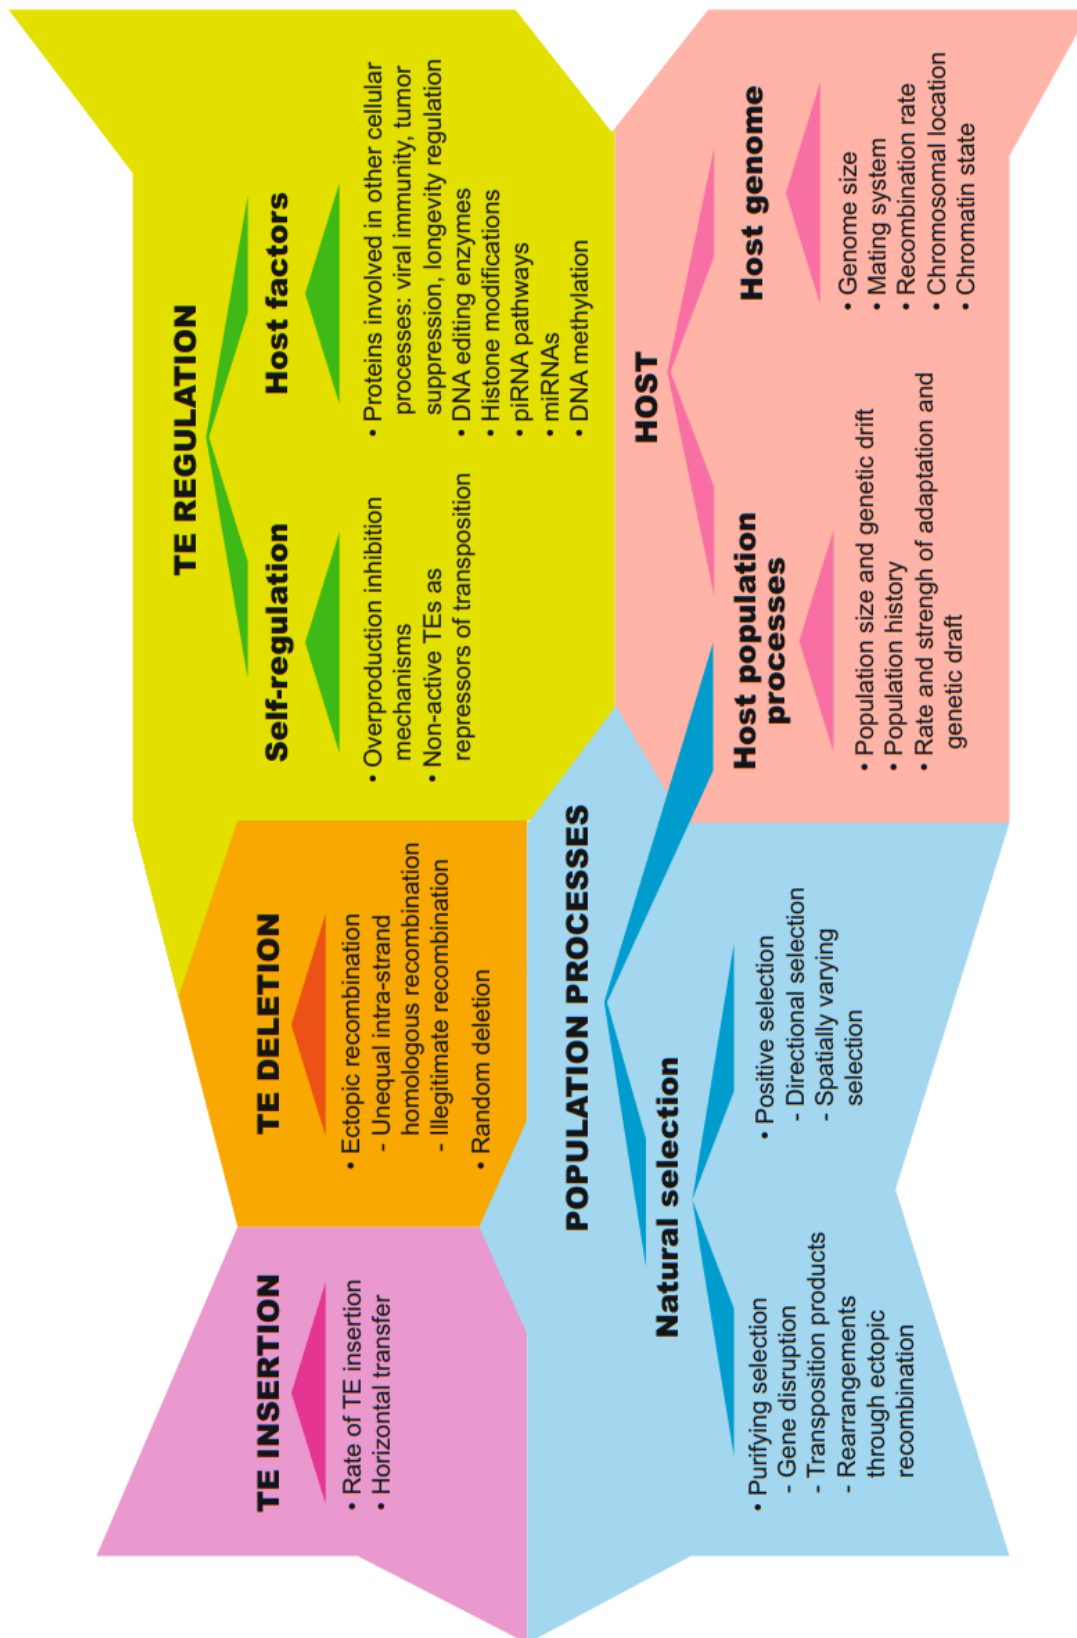 TE INSERTION
• Rate of TE insertion
• Horizontal transfer
TE DELETION
• Ectopic recombination
- Unequal intra-strand
homologous recombination
- Illegitimate recombination
• Random deletion
TE REGULATION
Self-regulation
• Overproduction inhibition
mechanisms
• Non-active TEs as
repressors of transposition
Host factors
• Proteins involved in other cellular
processes: viral immunity, tumor
suppression, longevity regulation
• DNA editing enzymes
• Histone modifications
• piRNA pathways
• miRNAs
• DNA methylation
POPULATION PROCESSES
Natural selection
• Purifying selection
- Gene disruption
- Transposition products
- Rearrangements
through ectopic
recombination
• Positive selection
- Directional selection
- Spatially varying
selection
HOST
Host population
processes
• Population size and genetic drift
• Population history
• Rate and strengh of adaptation and
genetic draft
Host genome
• Genome size
• Mating system
• Recombination rate
• Chromosomal location
• Chromatin state